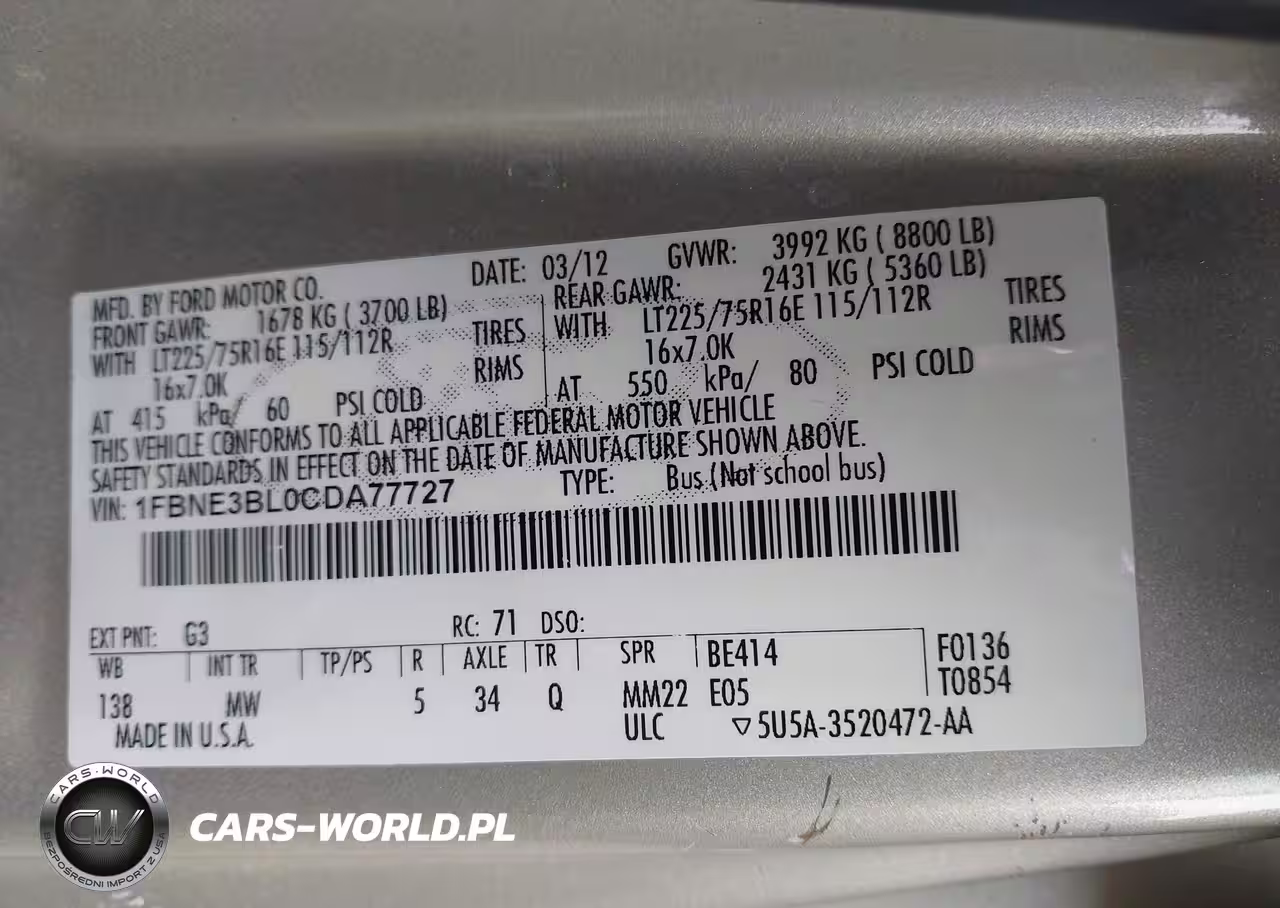 MFD. BY FORD MOTOR CO. DATE: 03/12 GVWR: 3992 KG ( 8800 LB)
FRONT GAWR: 1678 KG ( 3700 LB) REAR GAWR: 2431 KG ( 5360 LB)
WITH LT225/75R16E 115/112R TIRES WITH LT225/75R16E 115/112R TIRES
16x7.0K RIMS 16x7.0K RIMS
AT 415 kPa/ 60 PSI COLD AT 550 kPa/ 80 PSI COLD
THIS VEHICLE CONFORMS TO ALL APPLICABLE FEDERAL MOTOR VEHICLE
SAFETY STANDARDS IN EFFECT ON THE DATE OF MANUFACTURE SHOWN ABOVE.
VIN: 1FBNE3BL0CDA77727 TYPE: Bus (Not school bus)
EXT PNT: G3 RC: 71 DSO:
WB INT TR TP/PS R AXLE TR SPR BE414 F0136
138 MW 5 34 Q MM22 E05 T0854
MADE IN U.S.A. ULC ▽5U5A-3520472-AA
CARS-WORLD
CW
BEZPOŚREDNI IMPORT Z USA
CARS-WORLD.PL